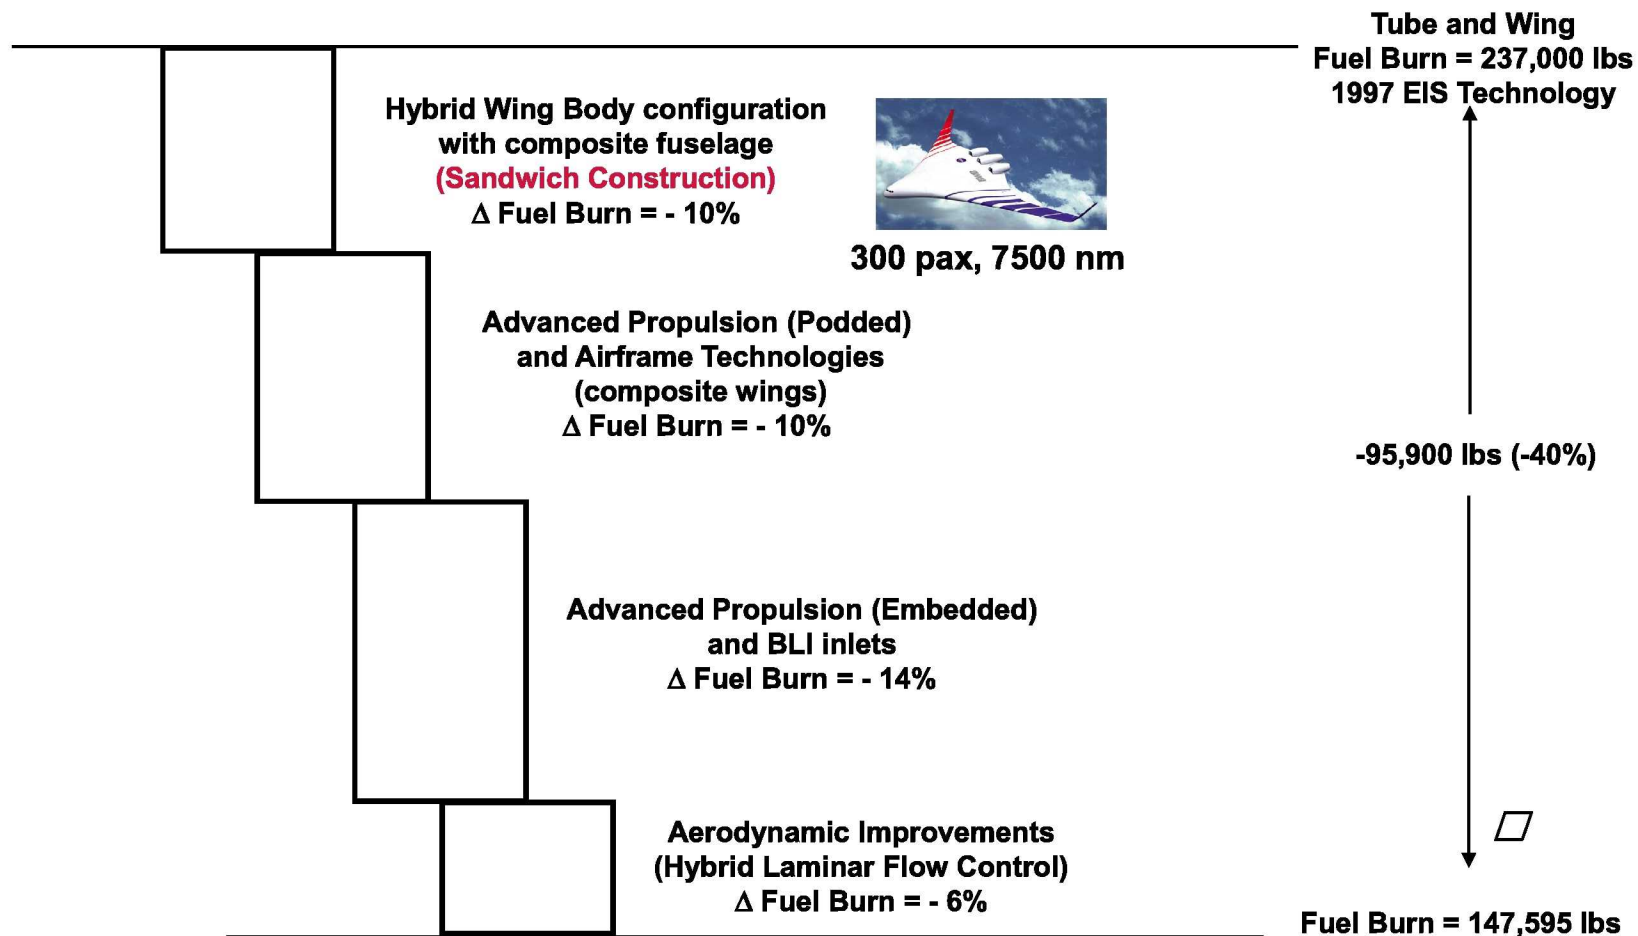 Tube and Wing
Fuel Burn = 237,000 lbs
1997 EIS Technology
Hybrid Wing Body configuration
with composite fuselage
(Sandwich Construction)
Δ Fuel Burn = - 10%
300 pax, 7500 nm
Advanced Propulsion (Podded)
and Airframe Technologies
(composite wings)
Δ Fuel Burn = - 10%
-95,900 lbs (-40%)
Advanced Propulsion (Embedded)
and BLI inlets
Δ Fuel Burn = - 14%
Aerodynamic Improvements
(Hybrid Laminar Flow Control)
Δ Fuel Burn = - 6%
Fuel Burn = 147,595 lbs